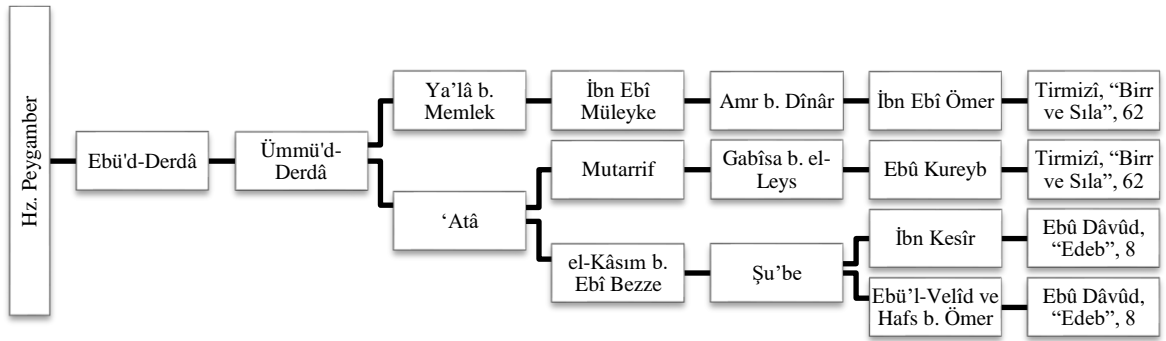 Hz. Peygamber
Ebü'd-Derdâ
Ümmü'd-
Derdâ
Ya’lâ b.
Memlek
İbn Ebî
Müleyke
Amr b. Dînâr
İbn Ebî Ömer
Tirmizî, “Birr
ve Sıla”, 62
‘Atâ
Mutarrif
Gabîsa b. el-
Leys
Ebû Kureyb
Tirmizî, “Birr
ve Sıla”, 62
el-Kâsım b.
Ebî Bezze
Şu’be
İbn Kesîr
Ebû Dâvûd,
“Edeb”, 8
Ebü’l-Velîd ve
Hafs b. Ömer
Ebû Dâvûd,
“Edeb”, 8